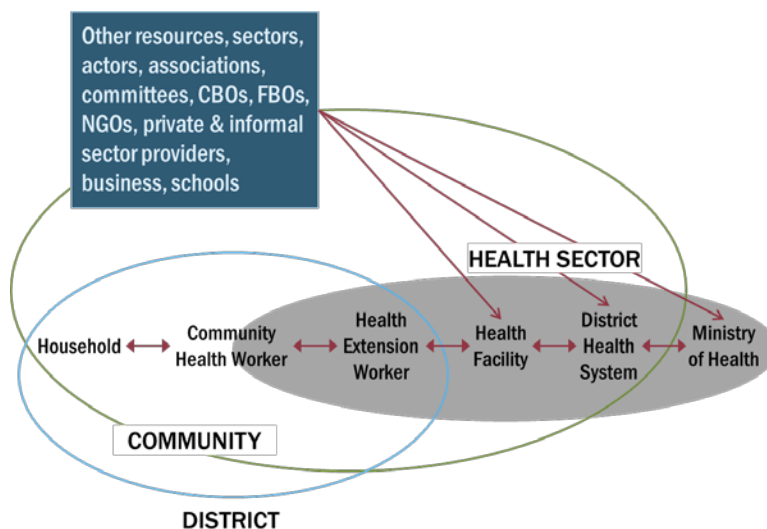 Other resources, sectors,
actors, associations,
committees, CBOs, FBOs,
NGOs, private & informal
sector providers,
business, schools
HEALTH SECTOR
Household
Community
Health Worker
Health
Extension
Worker
Health
Facility
District
Health
System
Ministry
of Health
COMMUNITY
DISTRICT